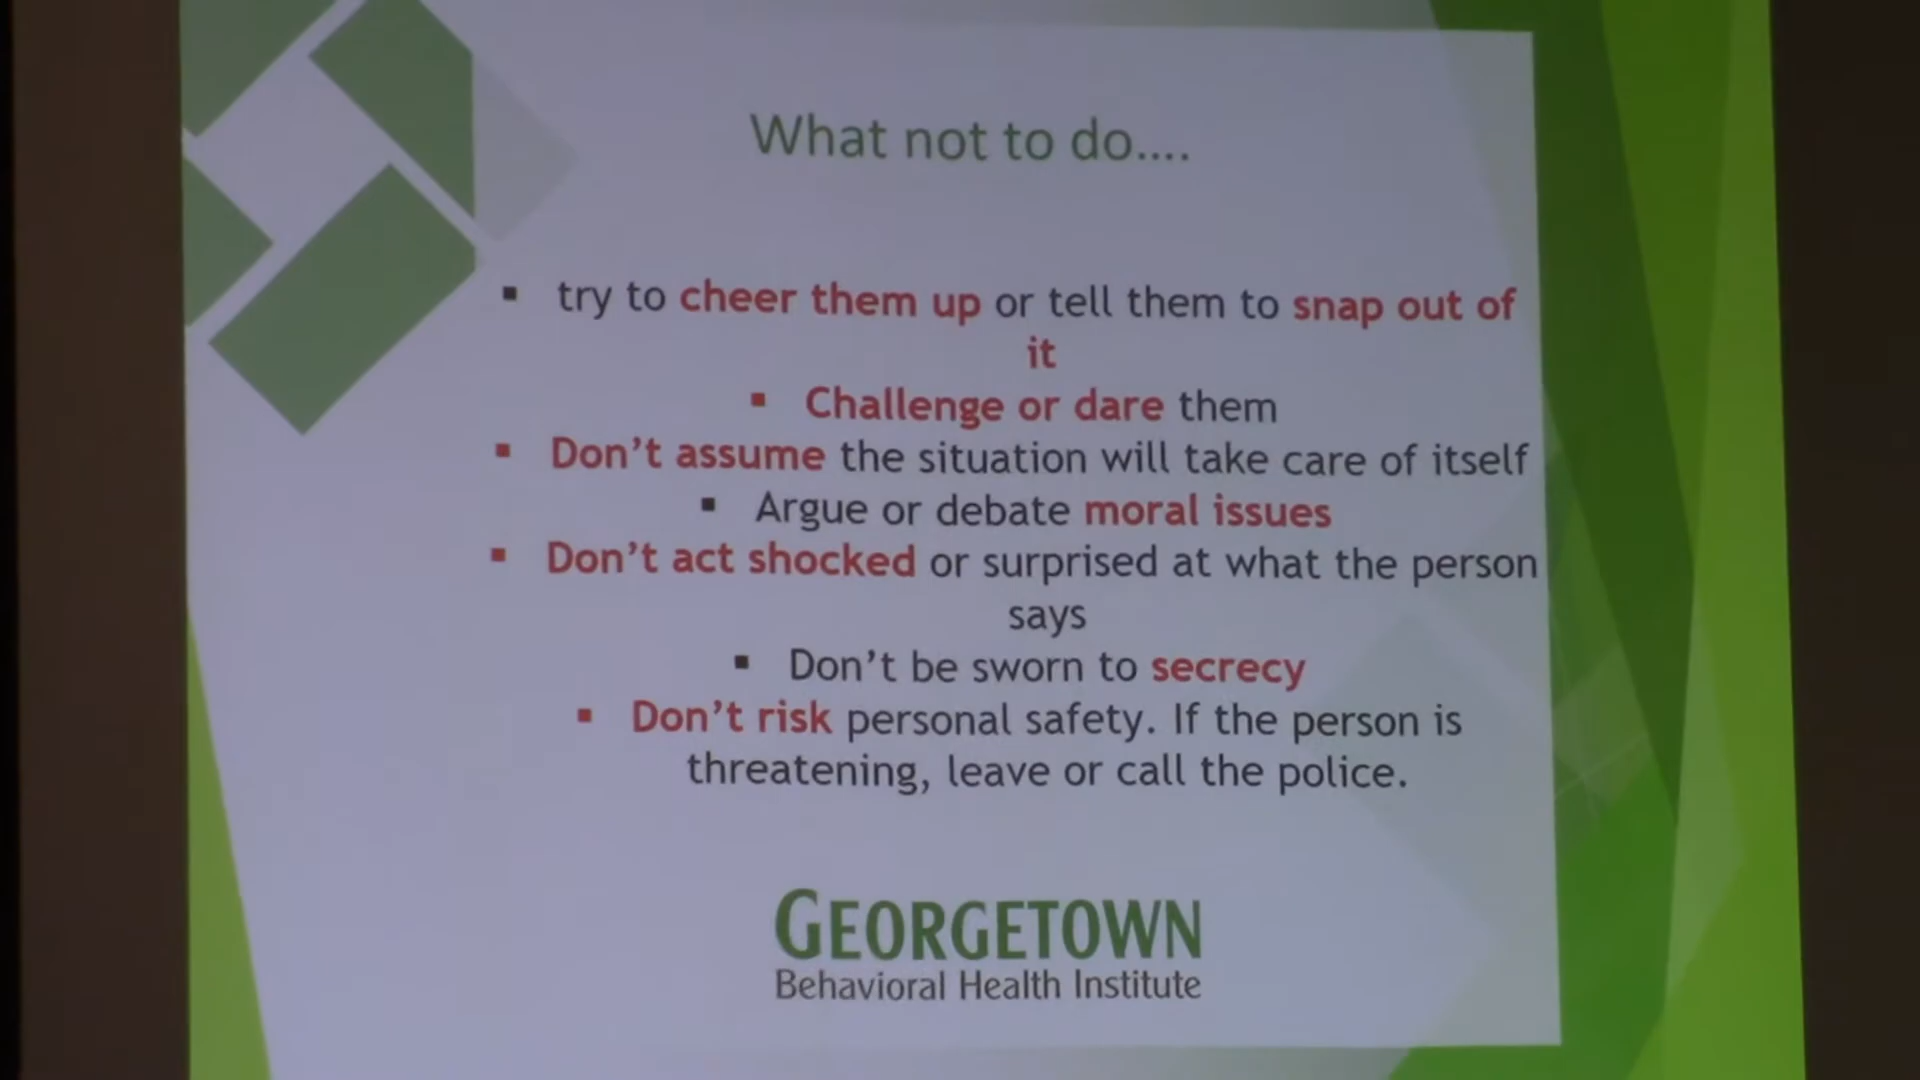 What not to do....
▪ try to cheer them up or tell them to snap out of
it
▪ Challenge or dare them
▪ Don't assume the situation will take care of itself
▪ Argue or debate moral issues
▪ Don't act shocked or surprised at what the person
says
▪ Don't be sworn to secrecy
▪ Don't risk personal safety. If the person is
threatening, leave or call the police.
GEORGETOWN
Behavioral Health Institute